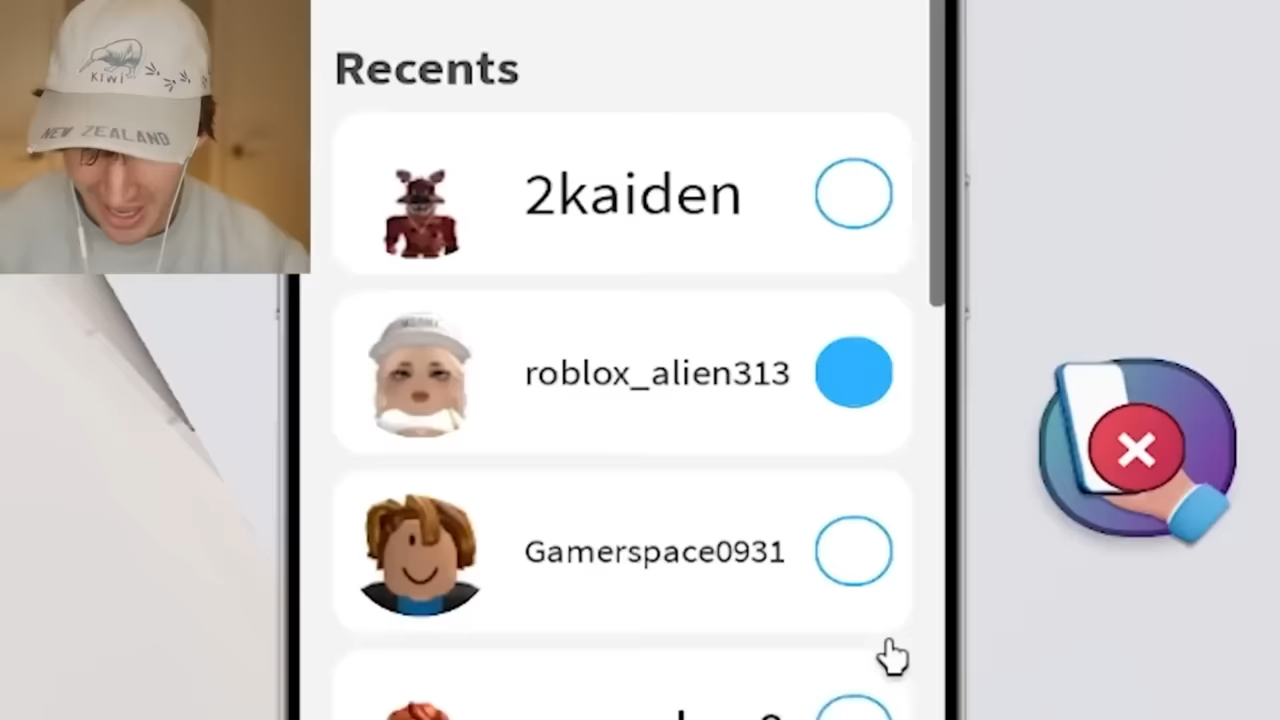 KIWI
NEW ZEALAND
Recents
2kaiden
roblox_alien313
Gamerspace0931